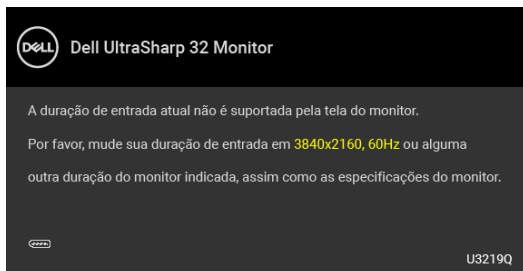 DELL
Dell UltraSharp 32 Monitor
A duração de entrada atual não é suportada pela tela do monitor.
Por favor, mude sua duração de entrada em 3840x2160, 60Hz ou alguma
outra duração do monitor indicada, assim como as especificações do monitor.
U3219Q